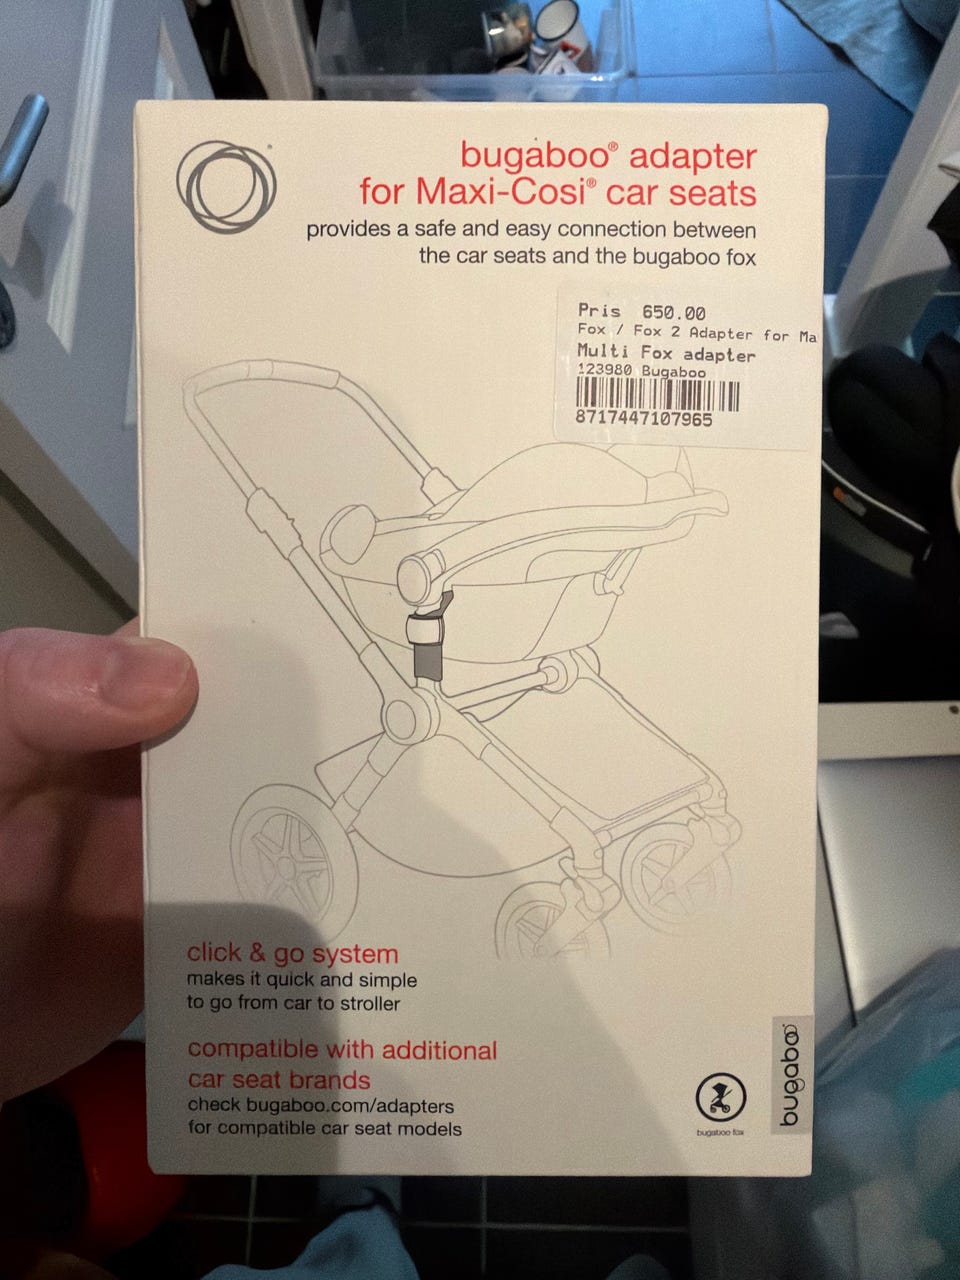 bugaboo® adapter
for Maxi-Cosi® car seats
provides a safe and easy connection between
the car seats and the bugaboo fox
Pris 650.00
Fox / Fox 2 Adapter for Ma
Multi Fox adapter
123980 Bugaboo
8717447107965
click & go system
makes it quick and simple
to go from car to stroller
compatible with additional
car seat brands
check bugaboo.com/adapters
for compatible car seat models
bugaboo fox
bugaboo